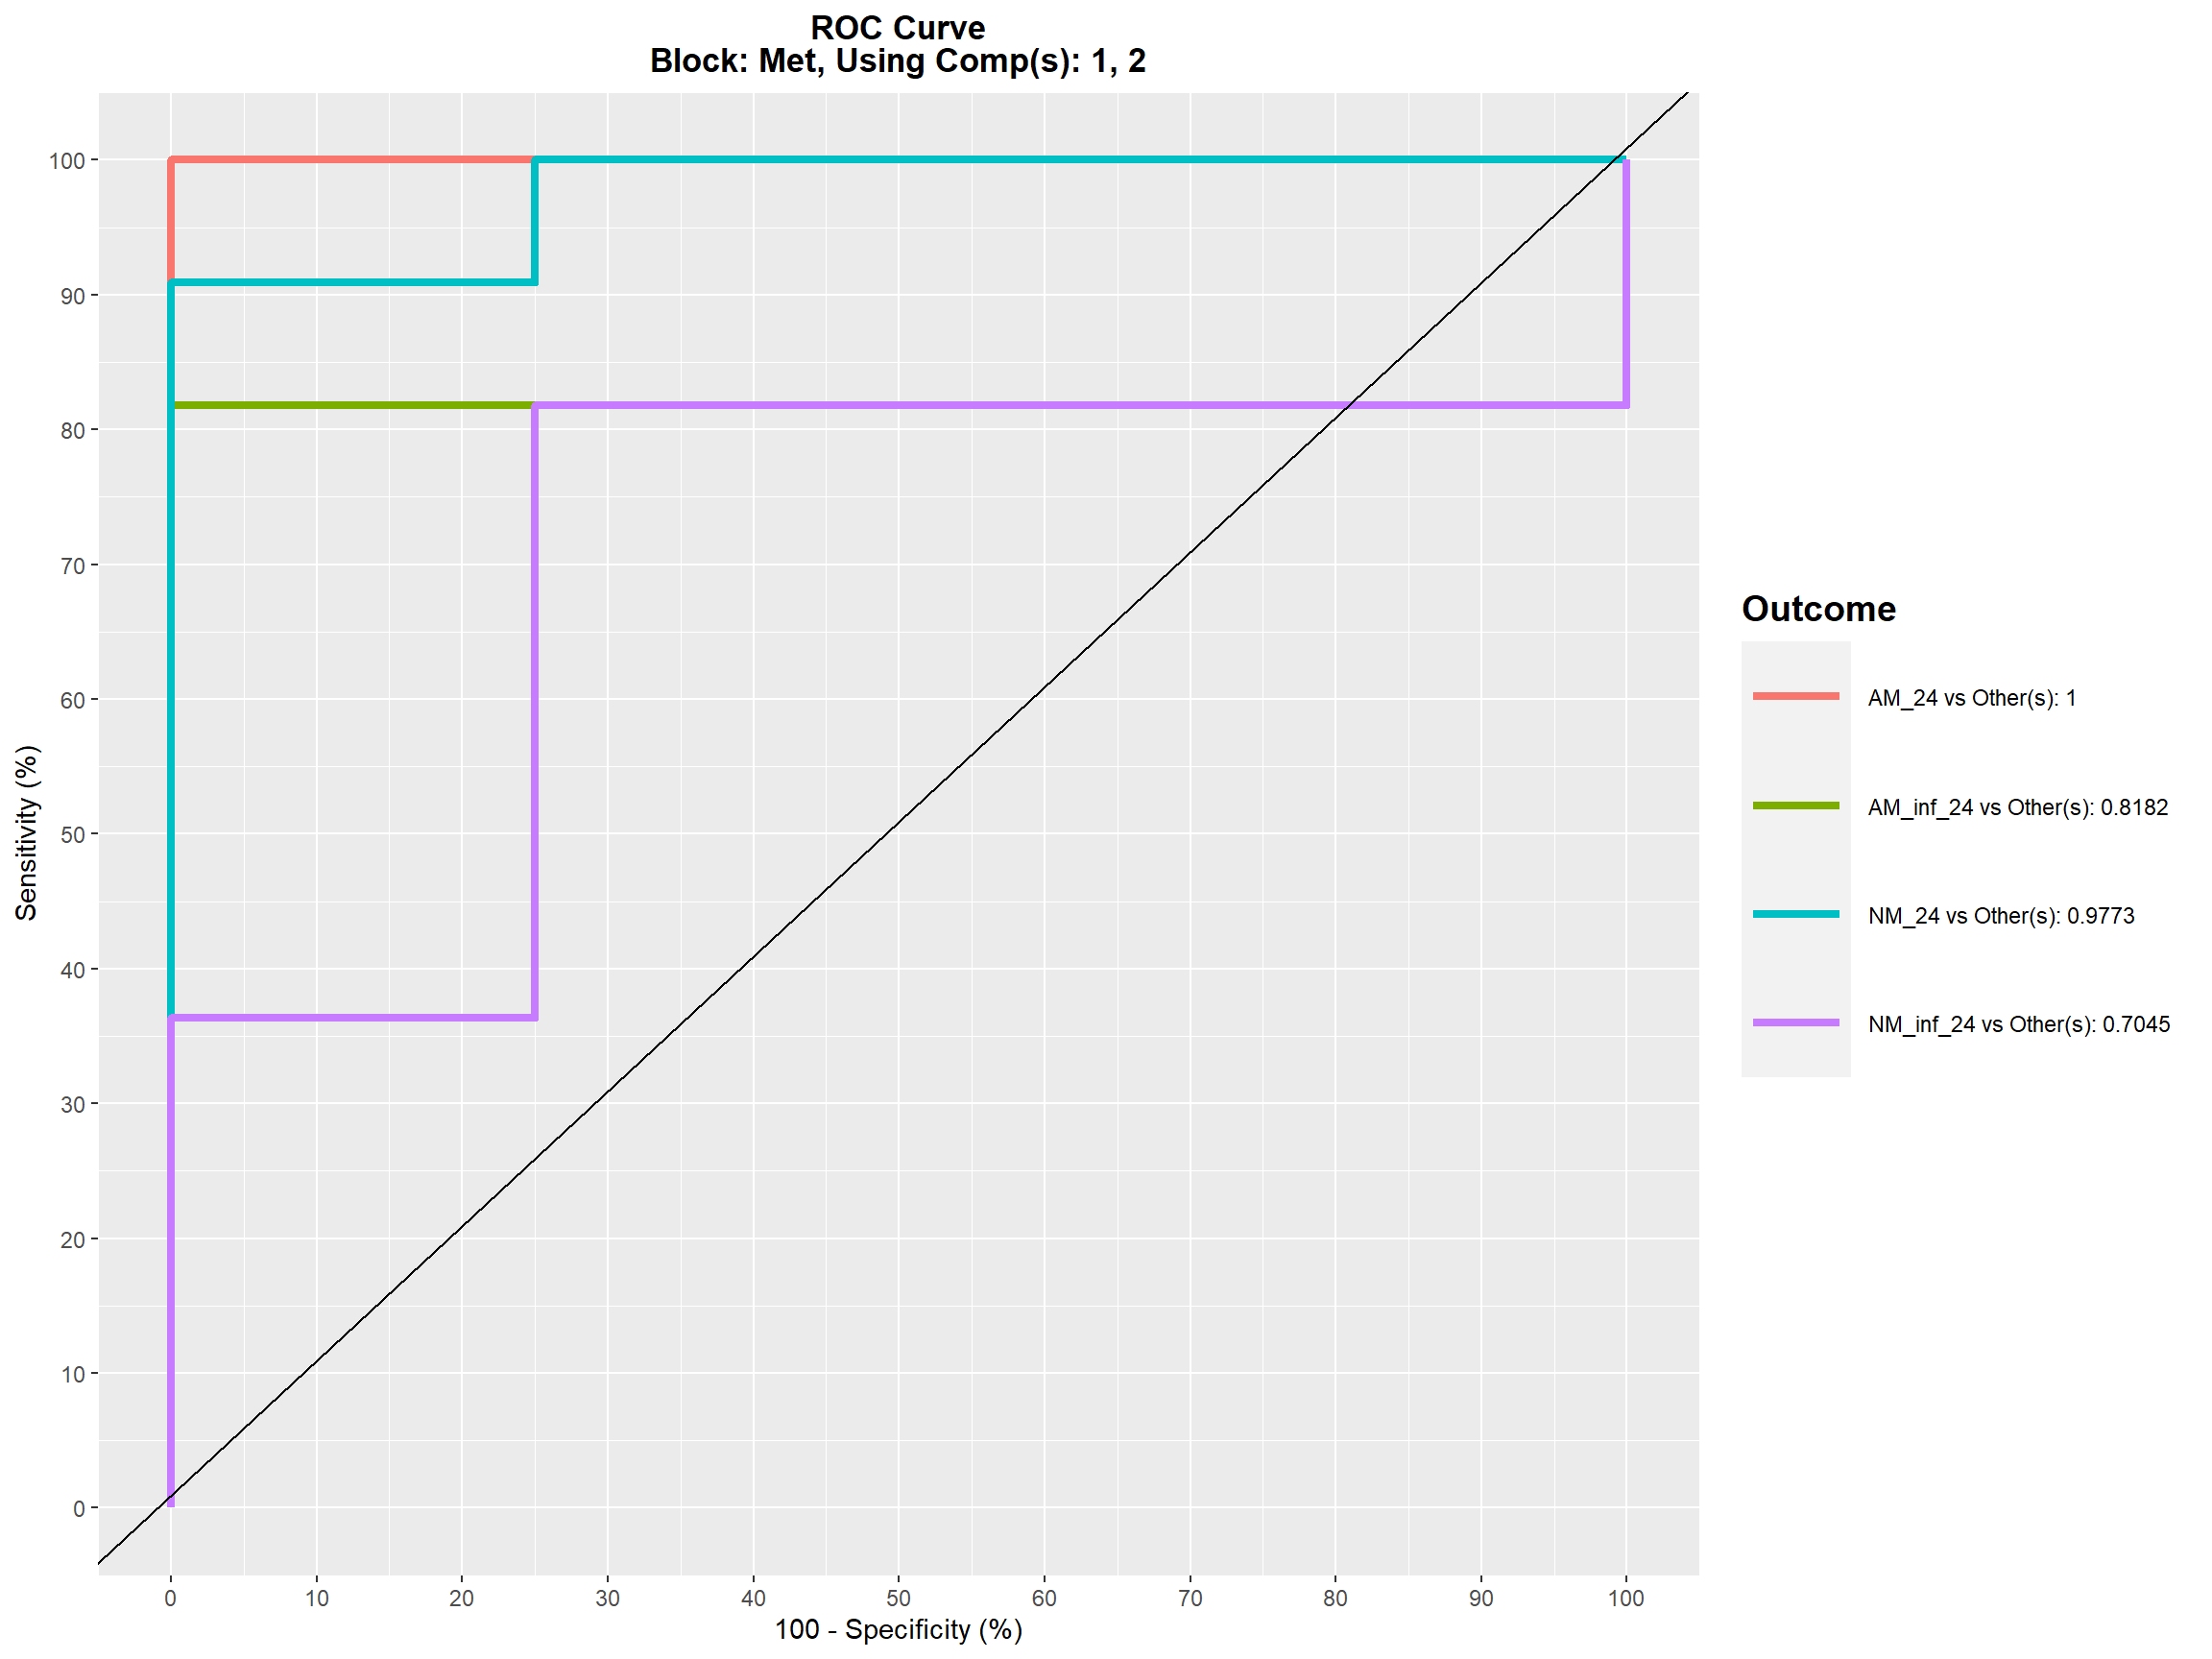 ROC Curve
Block: Met, Using Comp(s): 1, 2
Sensitivity (%)
100
90
80
70
60
50
40
30
20
10
0
0 10 20 30 40 50 60 70 80 90 100
100 - Specificity (%)
Outcome
AM_24 vs Other(s): 1
AM_inf_24 vs Other(s): 0.8182
NM_24 vs Other(s): 0.9773
NM_inf_24 vs Other(s): 0.7045